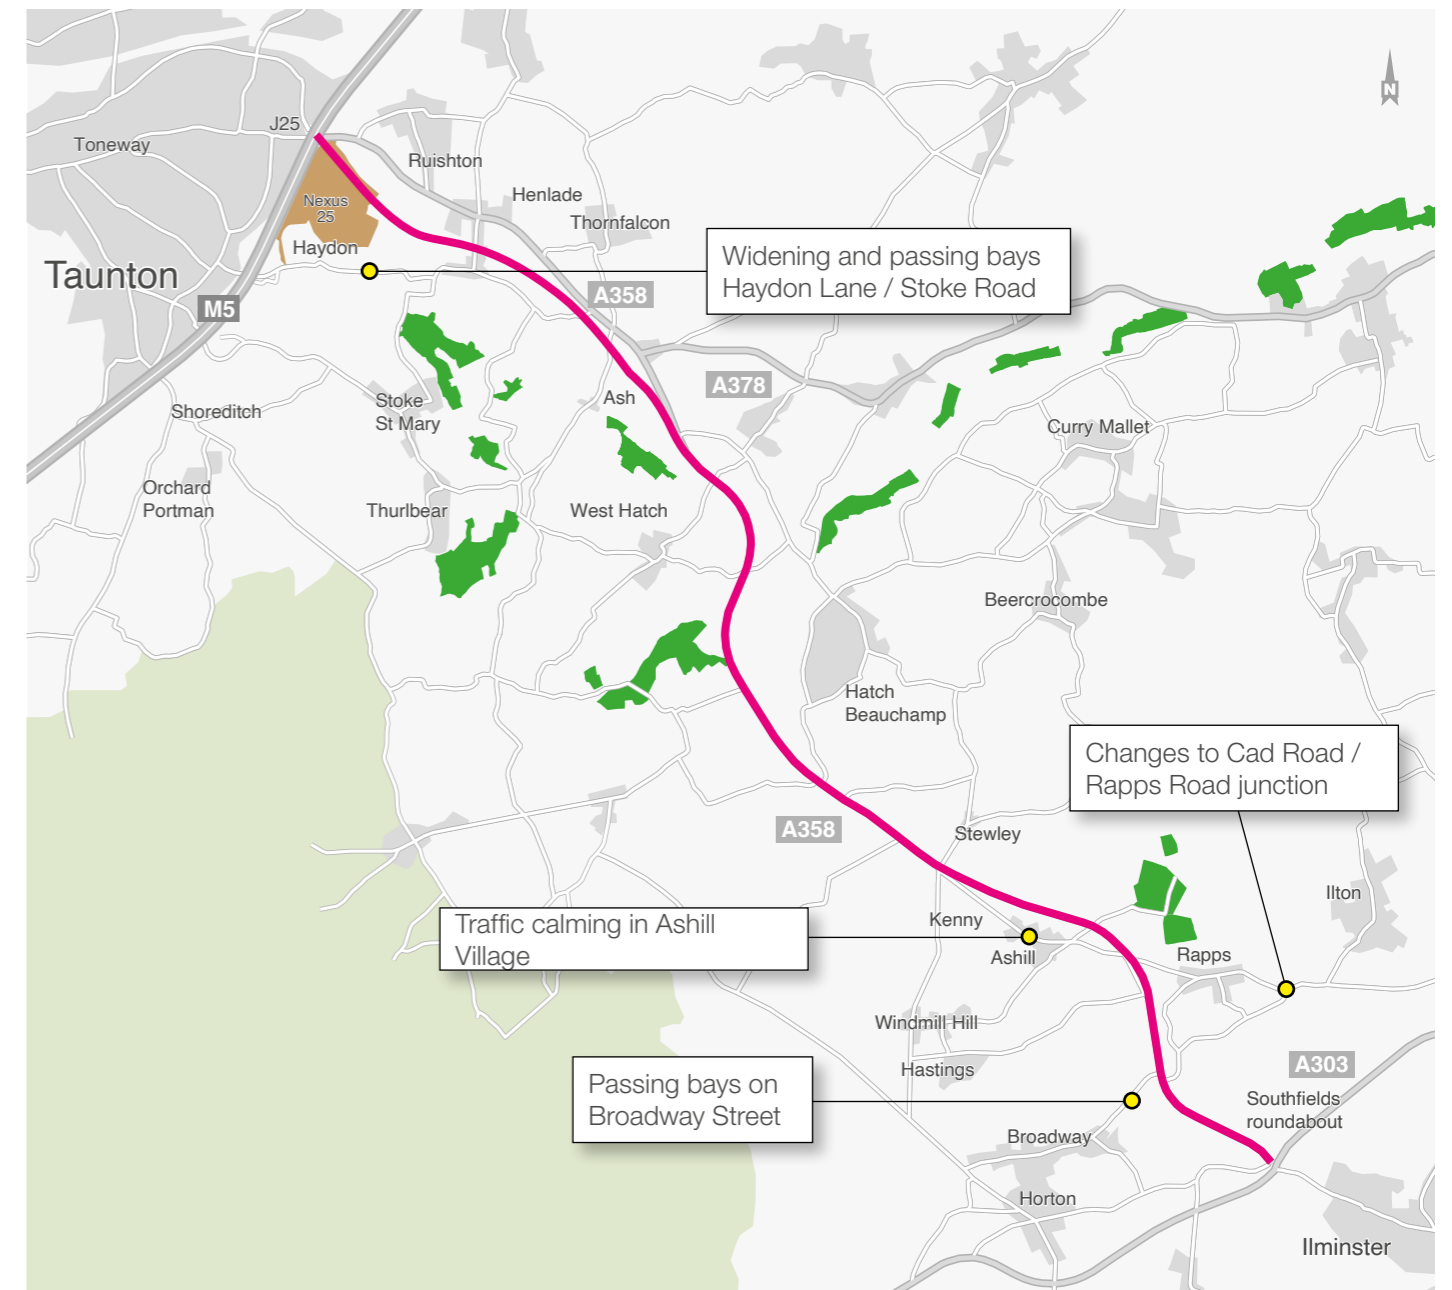 N
J25
Toneway
Ruishton
Nexus
25
Henlade
Thornfalcon
Haydon
Widening and passing bays
Haydon Lane / Stoke Road
Taunton
M5
A358
A378
Ash
Stoke
St Mary
Shoreditch
Curry Mallet
Orchard
Portman
Thurlbear
West Hatch
Beercrocombe
Hatch
Beauchamp
Changes to Cad Road /
Rapps Road junction
A358
Stewley
Ilton
Traffic calming in Ashill
Village
Kenny
Ashill
Rapps
Windmill Hill
Hastings
A303
Passing bays on
Broadway Street
Southfields
roundabout
Broadway
Horton
Ilminster